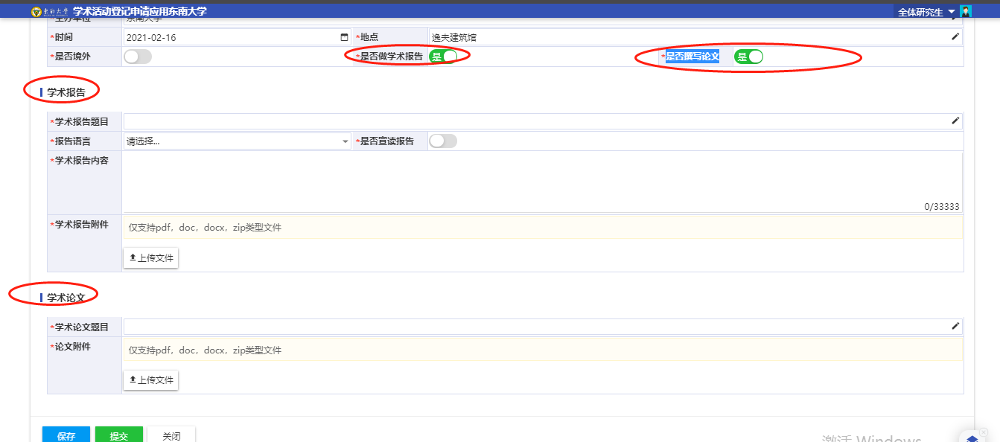 东南大学 学术活动登记申请应用东南大学 全体研究生
*主办单位 东南大学
*时间 2021-02-16 *地点 逸夫建筑馆
*是否境外 *是否做学术报告 是 *是否撰写论文 是
学术报告
*学术报告题目
*报告语言 请选择... *是否宣读报告
*学术报告内容
0/33333
*学术报告附件 仅支持pdf，doc，docx，zip类型文件
上传文件
学术论文
*学术论文题目
*论文附件 仅支持pdf，doc，docx，zip类型文件
上传文件
保存 提交 关闭
激活 Windows